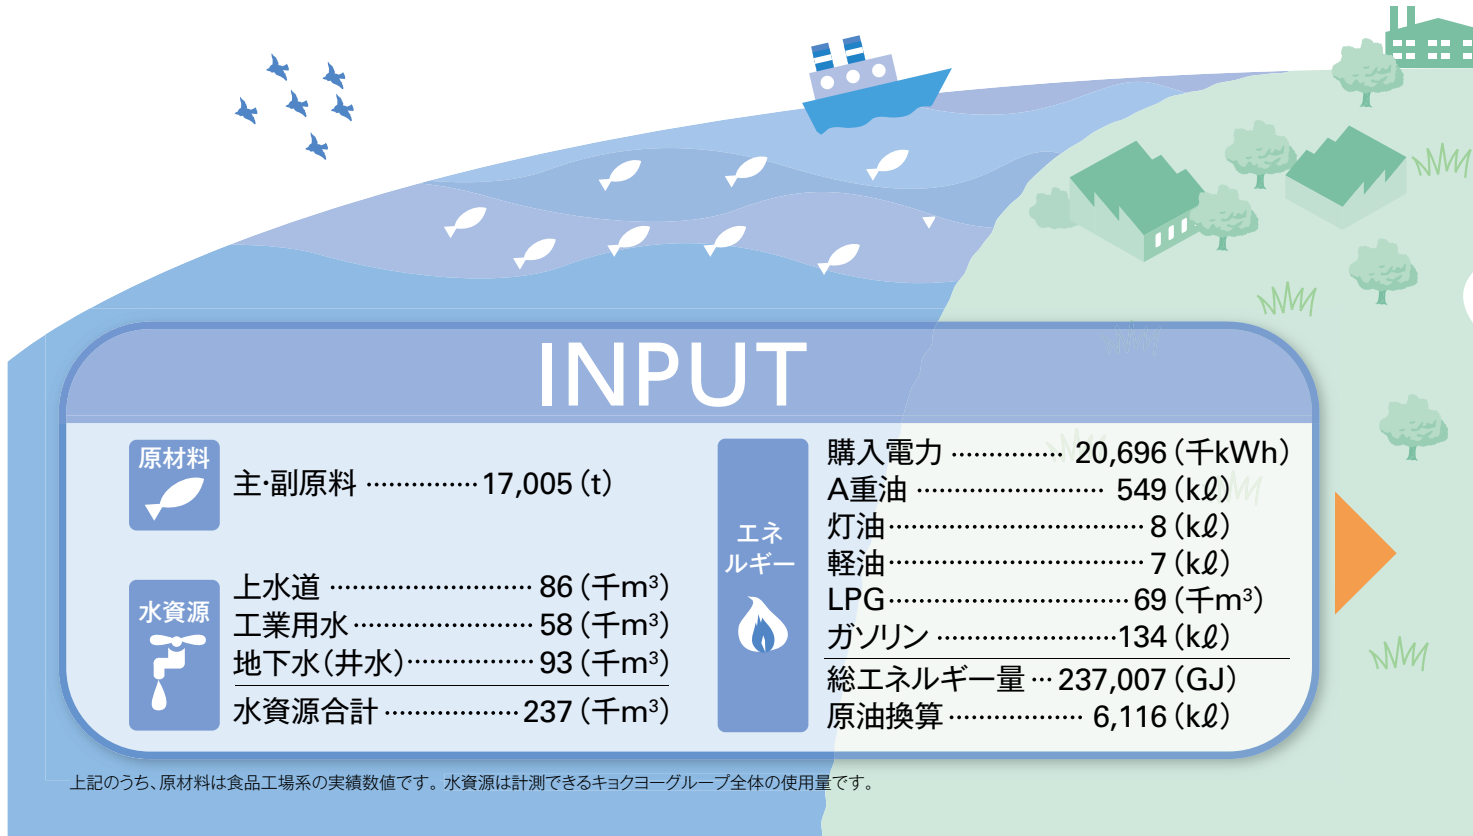 INPUT
原材料
主・副原料 …………… 17,005（t）
水資源
上水道 ……………………… 86（千m³）
工業用水 …………………… 58（千m³）
地下水（井水）……………… 93（千m³）
水資源合計 ……………… 237（千m³）
エネ
ルギー
購入電力 …………… 20,696（千kWh）
A重油 …………………… 549（kℓ）
灯油 …………………………… 8（kℓ）
軽油 …………………………… 7（kℓ）
LPG ………………………… 69（千m³）
ガソリン …………………… 134（kℓ）
総エネルギー量 … 237,007（GJ）
原油換算 ……………… 6,116（kℓ）
上記のうち、原材料は食品工場系の実績数値です。水資源は計測できるキョクヨーグループ全体の使用量です。